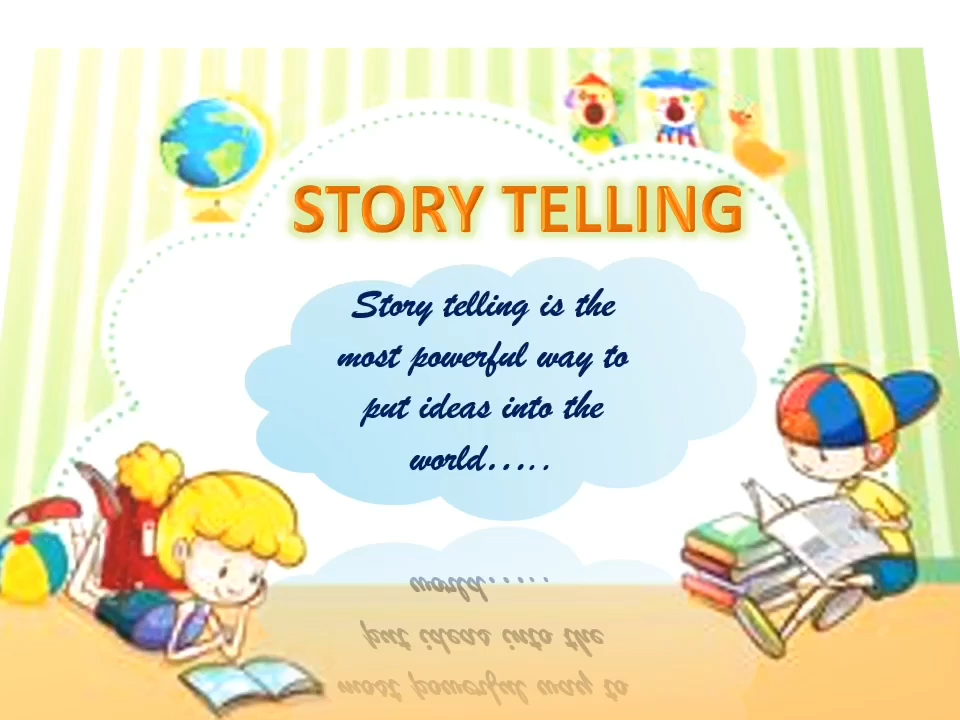 STORY TELLING
Story telling is the
most powerful way to
put ideas into the
world.....